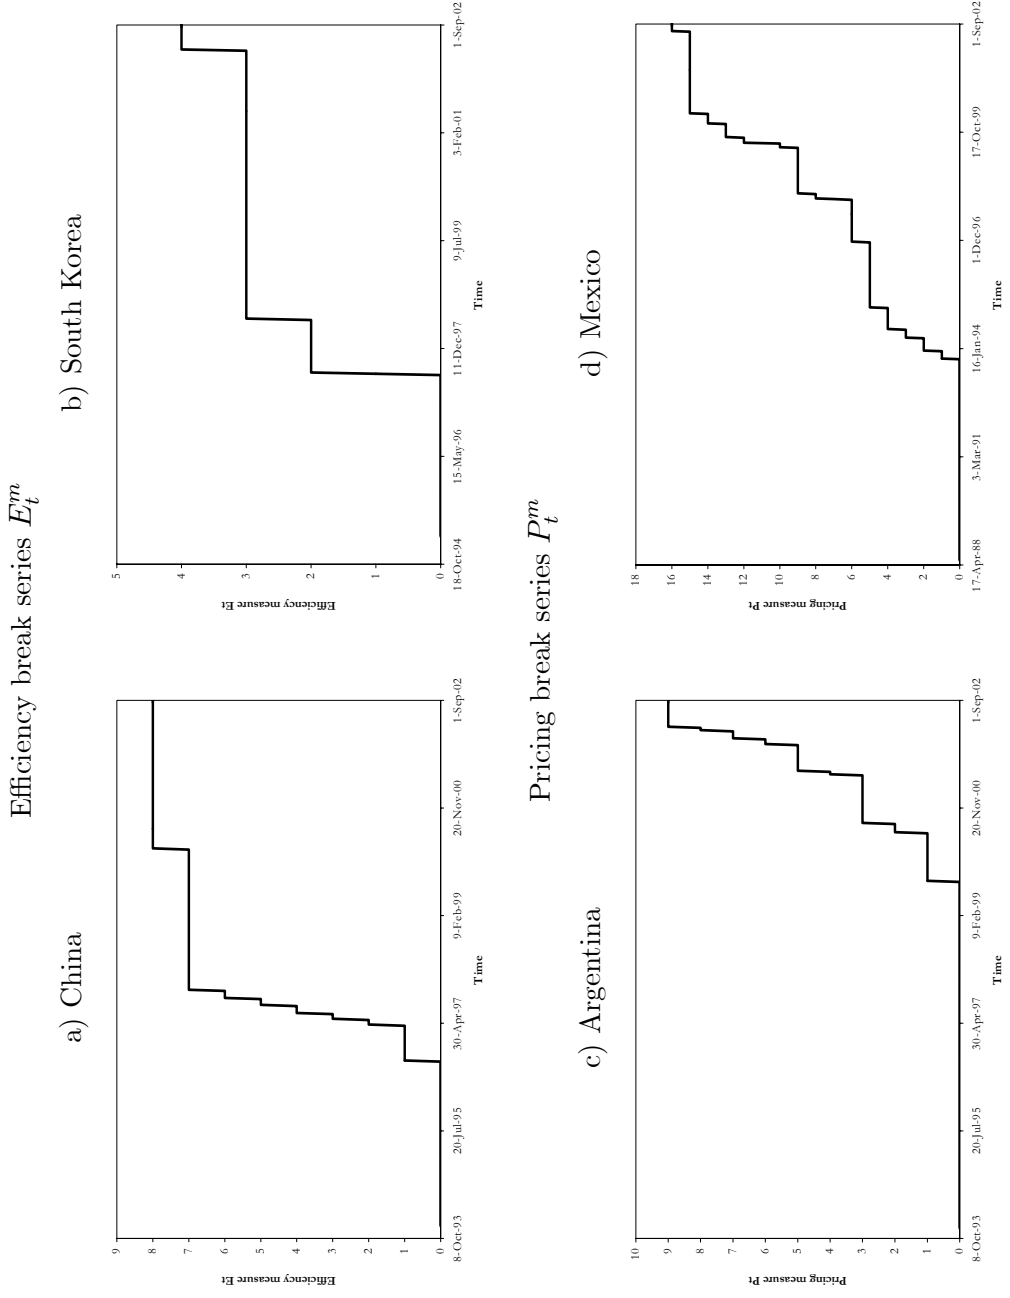 Efficiency break series E_t^m
a) China
Efficiency measure Et
9
8
7
6
5
4
3
2
1
0
8-Oct-93
20-Jul-95
30-Apr-97
9-Feb-99
20-Nov-00
1-Sep-02
Time
b) South Korea
Efficiency measure Et
5
4
3
2
1
0
18-Oct-94
15-May-96
11-Dec-97
9-Jul-99
3-Feb-01
1-Sep-02
Time
Pricing break series P_t^m
c) Argentina
Pricing measure Pt
10
9
8
7
6
5
4
3
2
1
0
8-Oct-93
20-Jul-95
30-Apr-97
9-Feb-99
20-Nov-00
1-Sep-02
Time
d) Mexico
Pricing measure Pt
18
16
14
12
10
8
6
4
2
0
17-Apr-88
3-Mar-91
16-Jan-94
1-Dec-96
17-Oct-99
1-Sep-02
Time